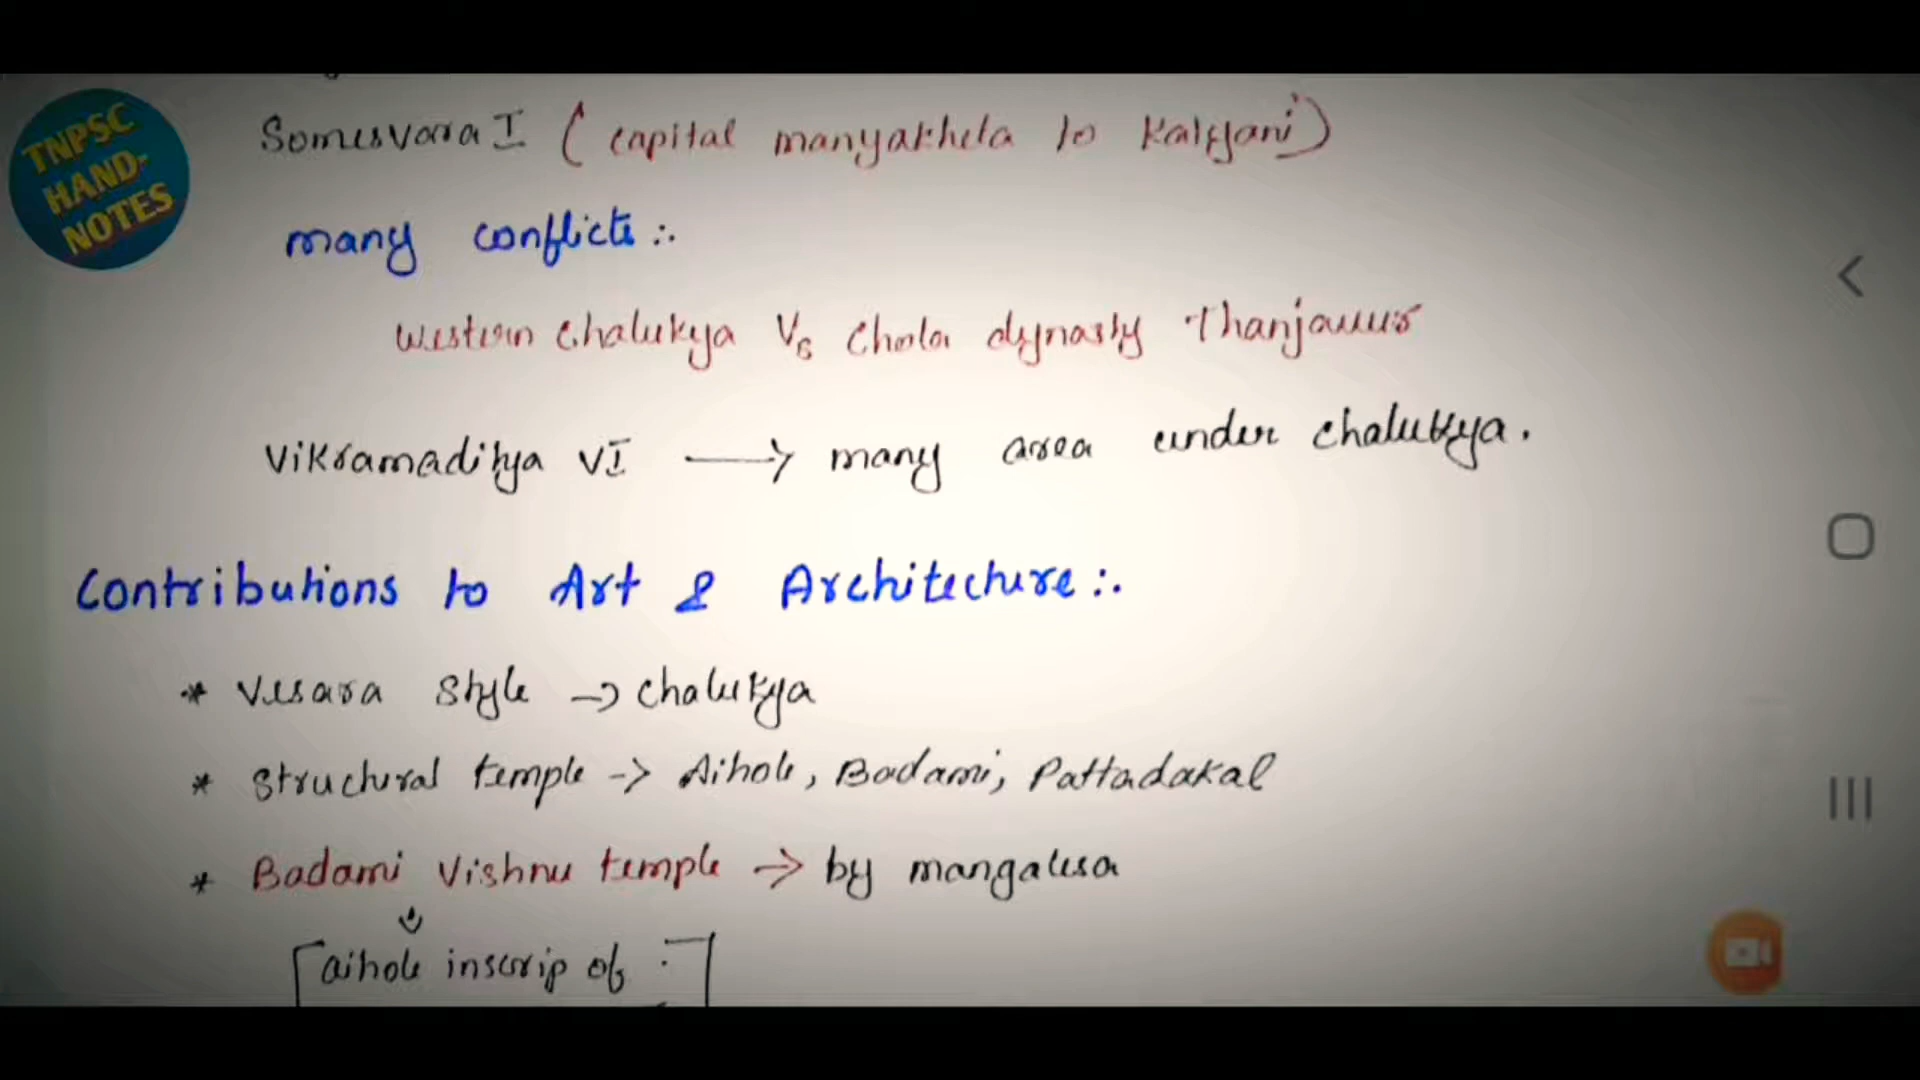 TNPSC
HAND-
NOTES
Somesvara I ( capital manyakheta to Kalyani )
many conflicts :.
Western Chalukya Vs Chola dynasty Thanjavur
Vikramaditya VI → many area under Chalukya.
Contributions to Art & Architecture :.
* Vesara style → Chalukya
* Structural temple → Aihole, Badami, Pattadakal
* Badami Vishnu temple → by mangalesa
[ aihole inscrip of : ]